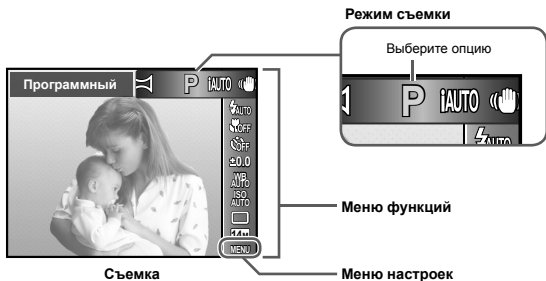 Режим съемки
Выберите опцию
P iAUTO
AUTO
Программный P iAUTO
AUTO
OFF
OFF
±0.0
WB
AUTO
ISO
AUTO
14M
MENU
Меню функций
Съемка
Меню настроек